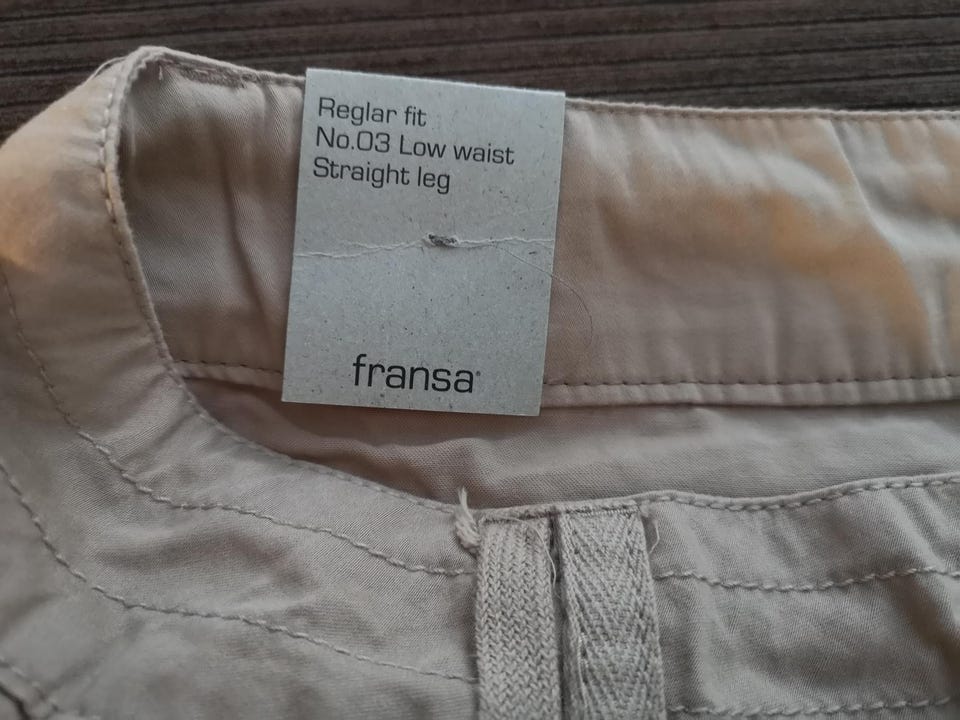 Reglar fit
No.03 Low waist
Straight leg
fransa